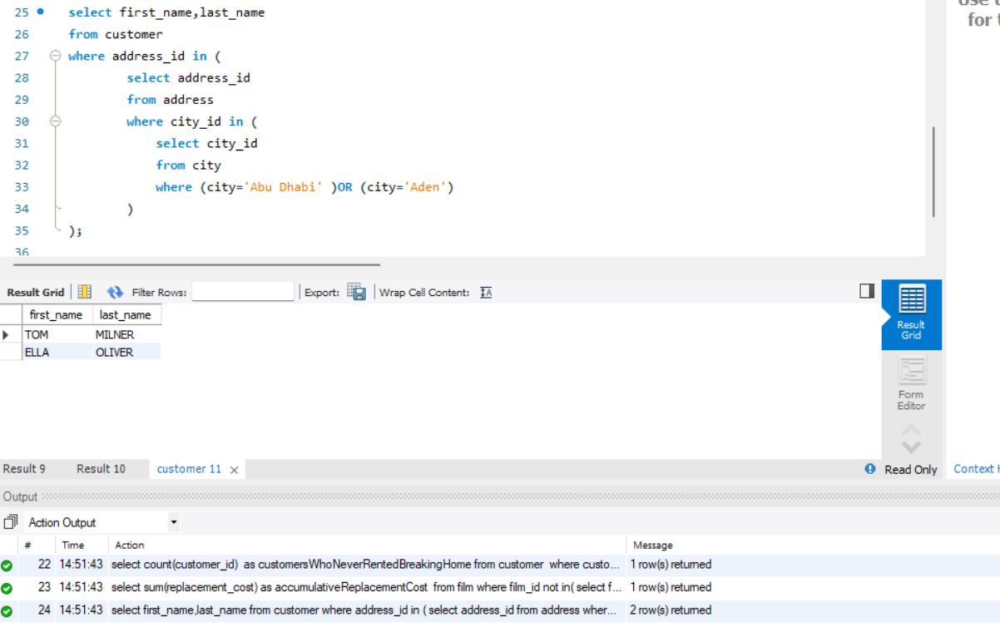 25 select first_name,last_name
for t
26 from customer
27 where address_id in (
28 select address_id
29 from address
30 where city_id in (
31 select city_id
32 from city
33 where (city='Abu Dhabi' )OR (city='Aden')
34 )
35 );
36
Result Grid Filter Rows: Export: Wrap Cell Content: IA
first_name last_name
TOM MILNER
ELLA OLIVER
Result
Grid
Form
Editor
Result 9 Result 10 customer 11 × Read Only Context H
Output
Action Output
# Time Action Message
22 14:51:43 select count(customer_id) as customersWhoNeverRentedBreakingHome from customer where custo... 1 row(s) returned
23 14:51:43 select sum(replacement_cost) as accumulativeReplacementCost from film where film_id not in( select f... 1 row(s) returned
24 14:51:43 select first_name,last_name from customer where address_id in ( select address_id from address wher... 2 row(s) returned